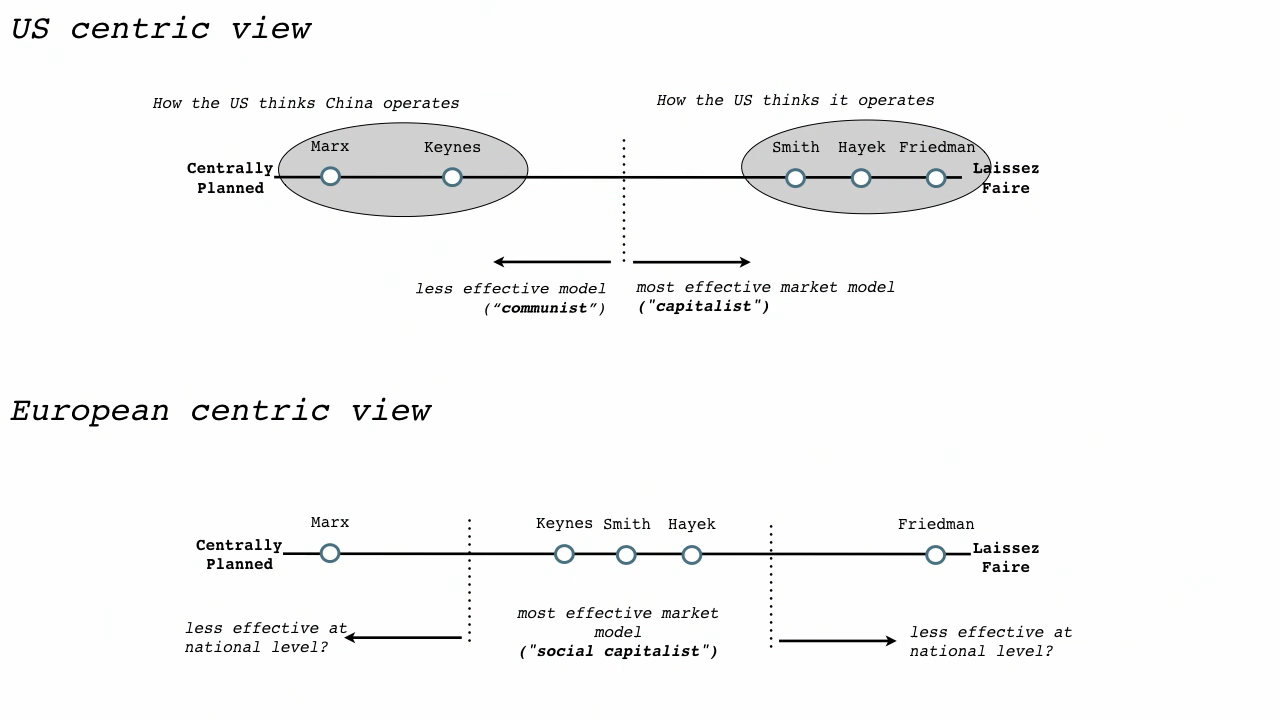 US centric view
How the US thinks China operates
How the US thinks it operates
Marx
Keynes
Smith
Hayek
Friedman
Centrally
Planned
Laissez
Faire
less effective model
(“communist”)
most effective market model
("capitalist")
European centric view
Marx
Keynes
Smith
Hayek
Friedman
Centrally
Planned
Laissez
Faire
less effective at
national level?
most effective market
model
("social capitalist")
less effective at
national level?